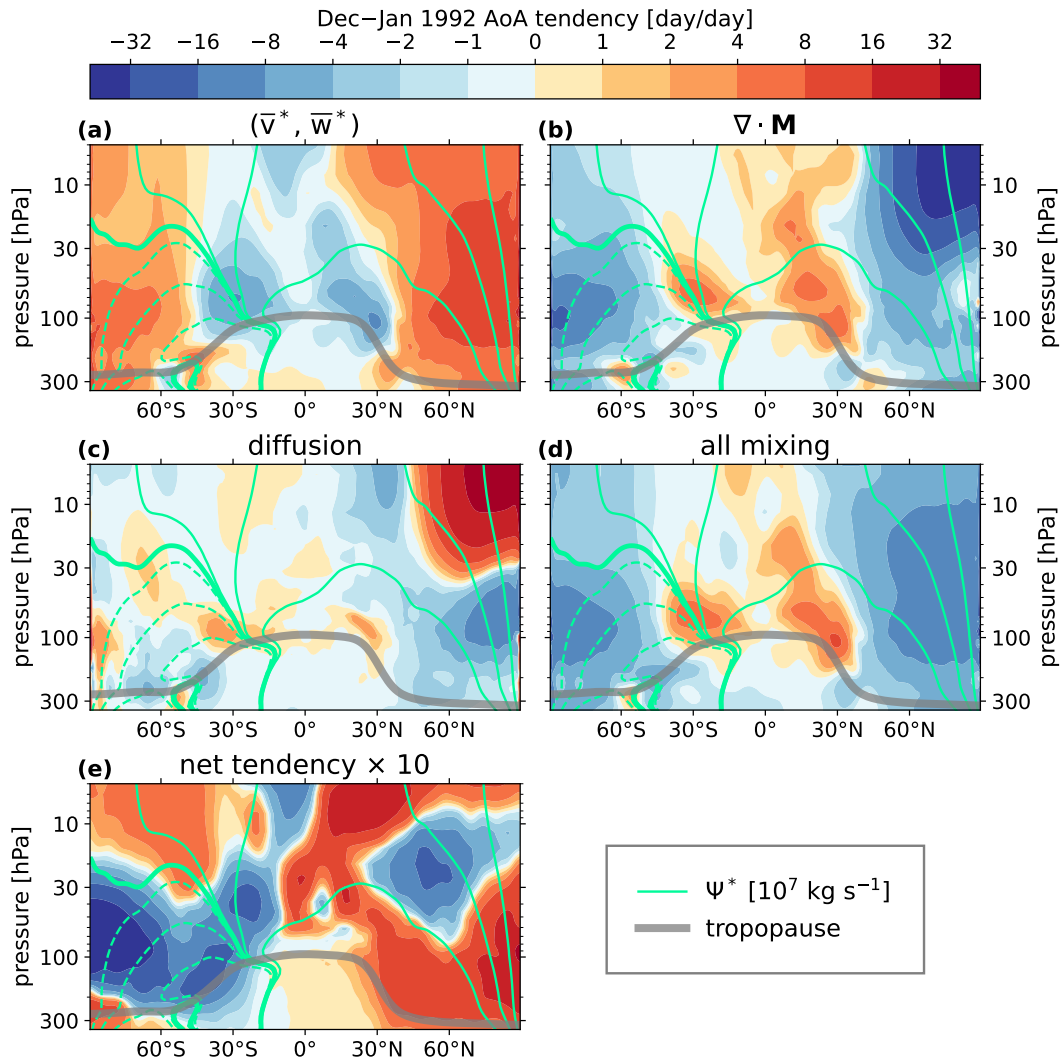 Dec−Jan 1992 AoA tendency [day/day]
−32 −16 −8 −4 −2 −1 0 1 2 4 8 16 32
(a) (v̅*, w̅*)
(b) ∇ · M
pressure [hPa]
10
30
100
300
60°S 30°S 0° 30°N 60°N
10
30
100
300
pressure [hPa]
60°S 30°S 0° 30°N 60°N
(c) diffusion
(d) all mixing
pressure [hPa]
10
30
100
300
60°S 30°S 0° 30°N 60°N
10
30
100
300
pressure [hPa]
60°S 30°S 0° 30°N 60°N
(e) net tendency × 10
pressure [hPa]
10
30
100
300
60°S 30°S 0° 30°N 60°N
Ψ* [10⁷ kg s⁻¹]
tropopause